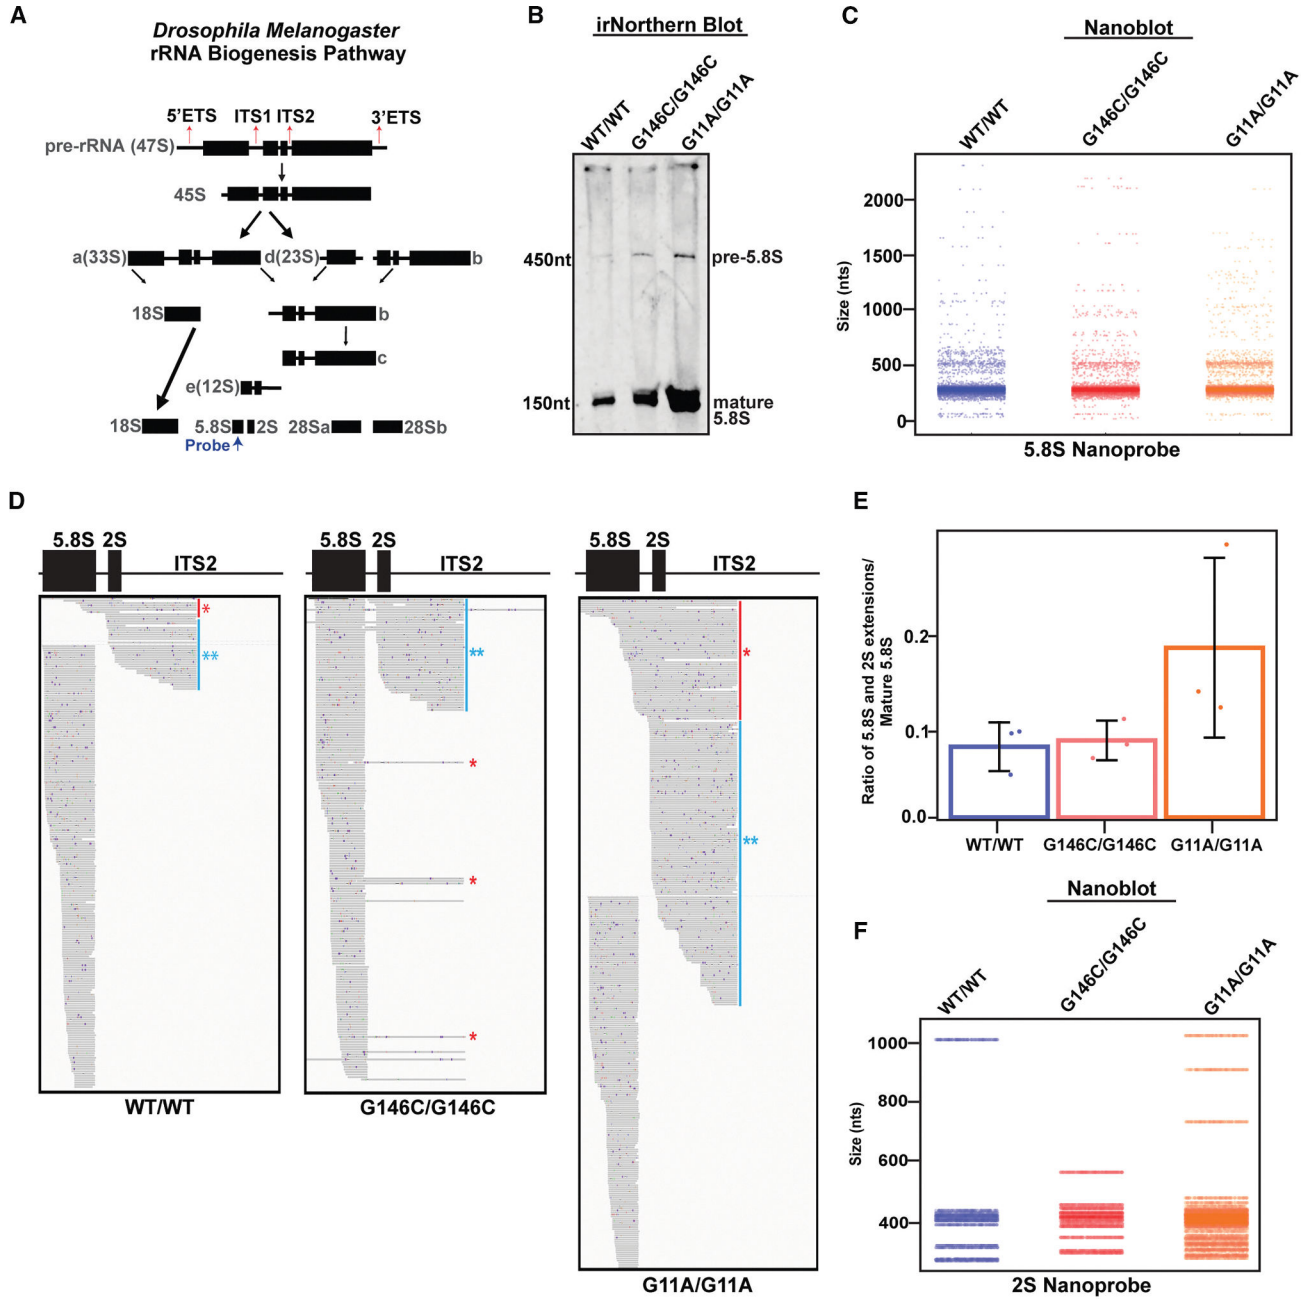 A
Drosophila Melanogaster
rRNA Biogenesis Pathway
5'ETS
ITS1
ITS2
3'ETS
pre-rRNA (47S)
45S
a(33S)
d(23S)
b
18S
b
c
e(12S)
18S
5.8S
2S
28Sa
28Sb
Probe
B
irNorthern Blot
WT/WT
G146C/G146C
G11A/G11A
450nt
pre-5.8S
150nt
mature
5.8S
C
Nanoblot
WT/WT
G146C/G146C
G11A/G11A
Size (nts)
2000
1500
1000
500
0
5.8S Nanoprobe
D
5.8S
2S
ITS2
*
**
WT/WT
5.8S
2S
ITS2
**
*
*
*
G146C/G146C
5.8S
2S
ITS2
*
**
G11A/G11A
E
Ratio of 5.8S and 2S extensions/
Mature 5.8S
0.2
0.1
0.0
WT/WT
G146C/G146C
G11A/G11A
F
Nanoblot
WT/WT
G146C/G146C
G11A/G11A
Size (nts)
1000
800
600
400
2S Nanoprobe